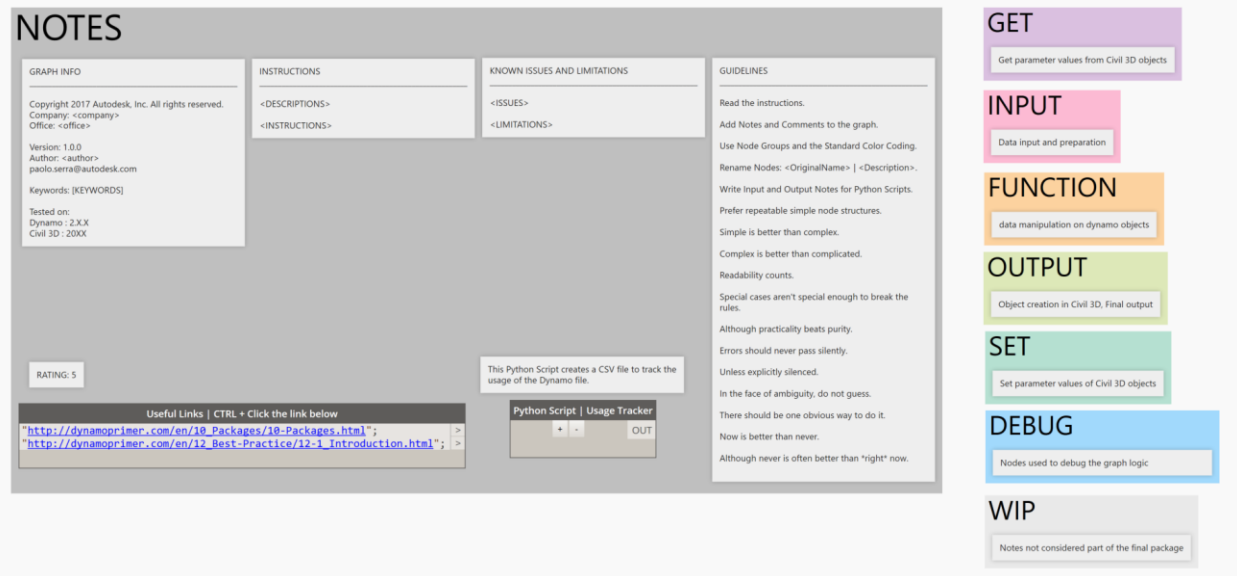 NOTES
GRAPH INFO
Copyright 2017 Autodesk, Inc. All rights reserved.
Company: <company>
Office: <office>
Version: 1.0.0
Author: <author>
paolo.serra@autodesk.com
Keywords: [KEYWORDS]
Tested on:
Dynamo : 2.X.X
Civil 3D : 20XX
INSTRUCTIONS
<DESCRIPTIONS>
<INSTRUCTIONS>
KNOWN ISSUES AND LIMITATIONS
<ISSUES>
<LIMITATIONS>
GUIDELINES
Read the instructions.
Add Notes and Comments to the graph.
Use Node Groups and the Standard Color Coding.
Rename Nodes: <OriginalName> | <Description>.
Write Input and Output Notes for Python Scripts.
Prefer repeatable simple node structures.
Simple is better than complex.
Complex is better than complicated.
Readability counts.
Special cases aren't special enough to break the
rules.
Although practicality beats purity.
Errors should never pass silently.
Unless explicitly silenced.
In the face of ambiguity, do not guess.
There should be one obvious way to do it.
Now is better than never.
Although never is often better than *right* now.
RATING: 5
Useful Links | CTRL + Click the link below
"http://dynamoprimer.com/en/10_Packages/10-Packages.html"; >
"http://dynamoprimer.com/en/12_Best-Practice/12-1_Introduction.html"; >
This Python Script creates a CSV file to track the
usage of the Dynamo file.
Python Script | Usage Tracker
+ - OUT
GET
Get parameter values from Civil 3D objects
INPUT
Data input and preparation
FUNCTION
data manipulation on dynamo objects
OUTPUT
Object creation in Civil 3D, Final output
SET
Set parameter values of Civil 3D objects
DEBUG
Nodes used to debug the graph logic
WIP
Notes not considered part of the final package